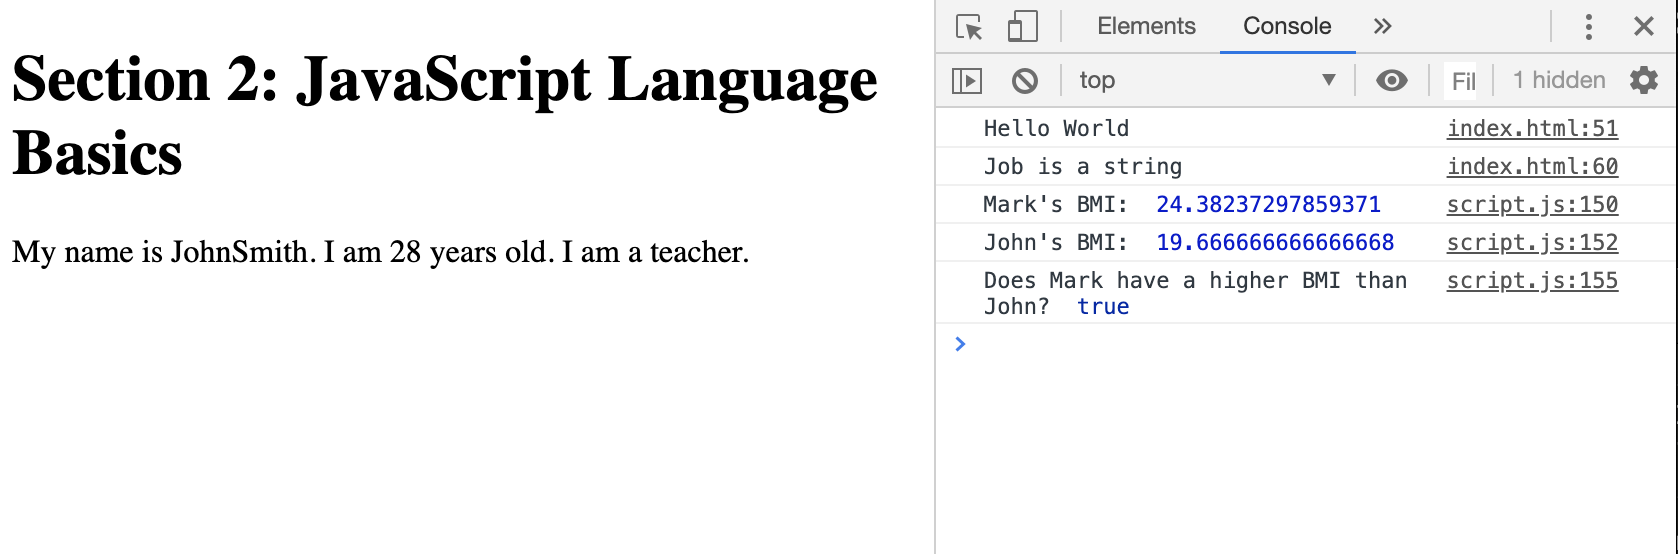 Section 2: JavaScript Language
Basics
My name is JohnSmith. I am 28 years old. I am a teacher.
Elements Console
top Fil 1 hidden
Hello World index.html:51
Job is a string index.html:60
Mark's BMI: 24.38237297859371 script.js:150
John's BMI: 19.666666666666668 script.js:152
Does Mark have a higher BMI than script.js:155
John? true